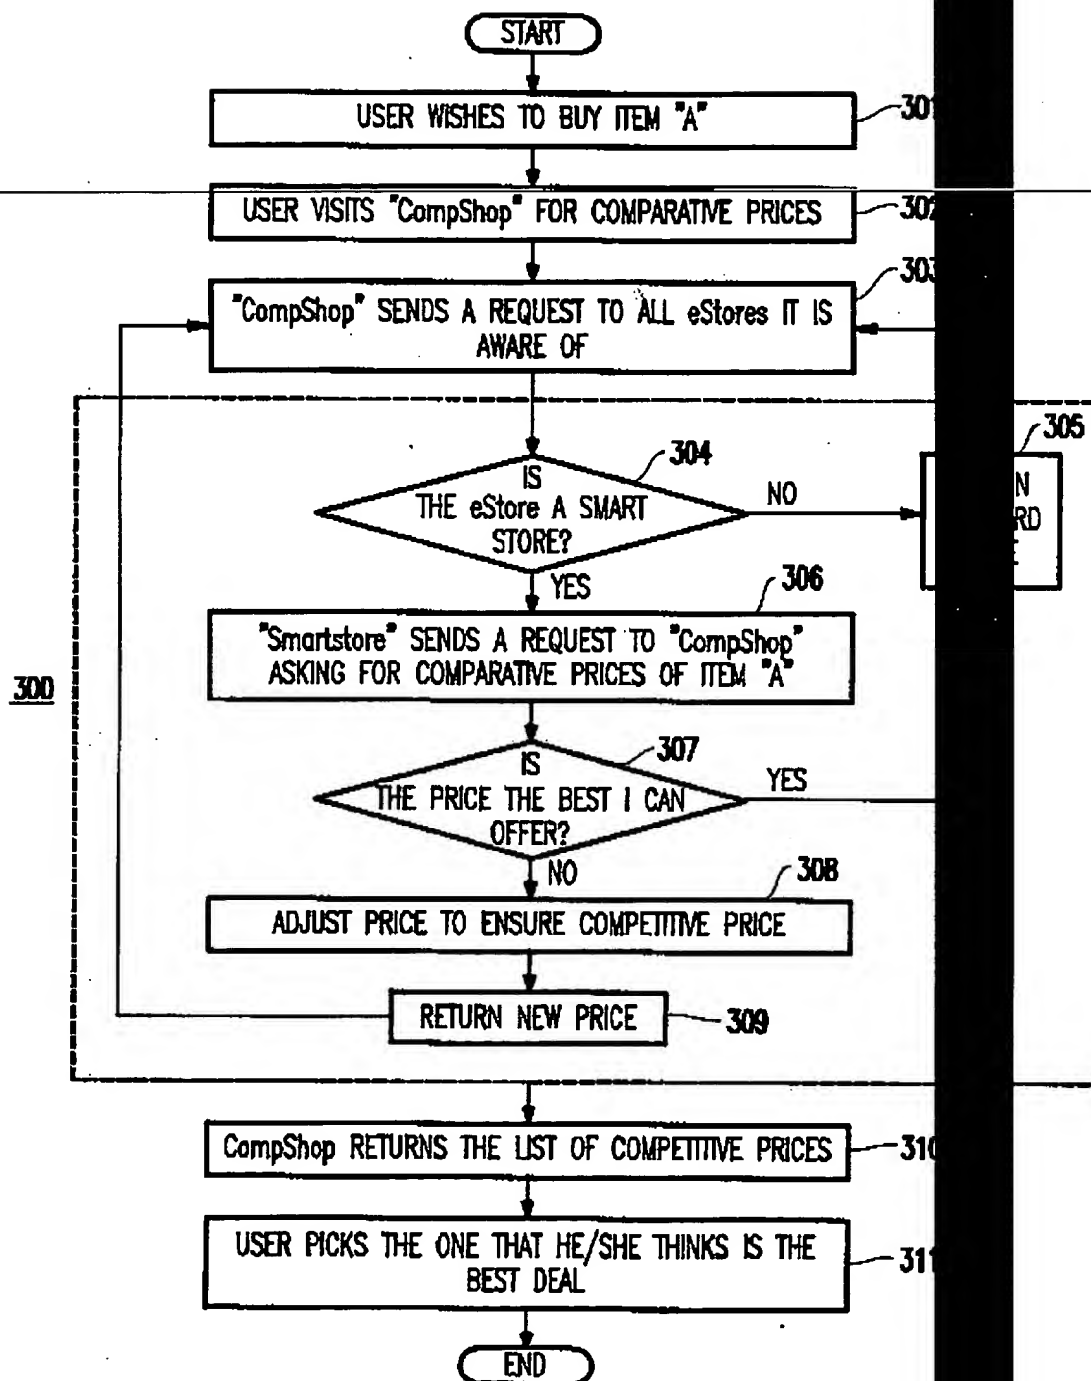 START
USER WISHES TO BUY ITEM "A"
301
USER VISITS "CompShop" FOR COMPARATIVE PRICES
302
303
"CompShop" SENDS A REQUEST TO ALL eStores IT IS
AWARE OF
304
305
IS
THE eStore A SMART
STORE?
NO
YES
306
"Smartstore" SENDS A REQUEST TO "CompShop"
ASKING FOR COMPARATIVE PRICES OF ITEM "A"
300
307
IS
THE PRICE THE BEST I CAN
OFFER?
YES
NO
308
ADJUST PRICE TO ENSURE COMPETITIVE PRICE
RETURN NEW PRICE
309
CompShop RETURNS THE LIST OF COMPETITIVE PRICES
310
USER PICKS THE ONE THAT HE/SHE THINKS IS THE
BEST DEAL
311
END